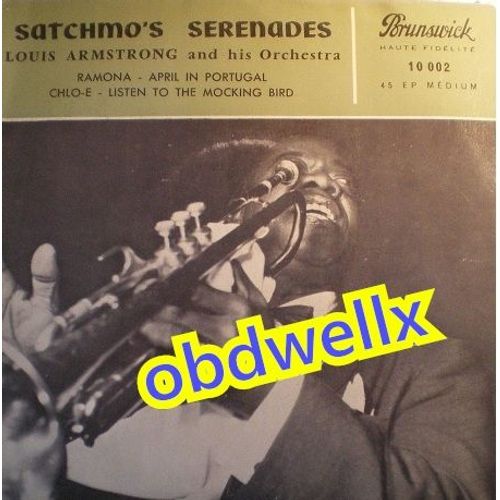 SATCHMO'S SERENADES
LOUIS ARMSTRONG and his Orchestra
RAMONA - APRIL IN PORTUGAL
CHLO-E - LISTEN TO THE MOCKING BIRD
Brunswick
HAUTE FIDÉLITÉ
10 002
45 EP MÉDIUM
obdwellx